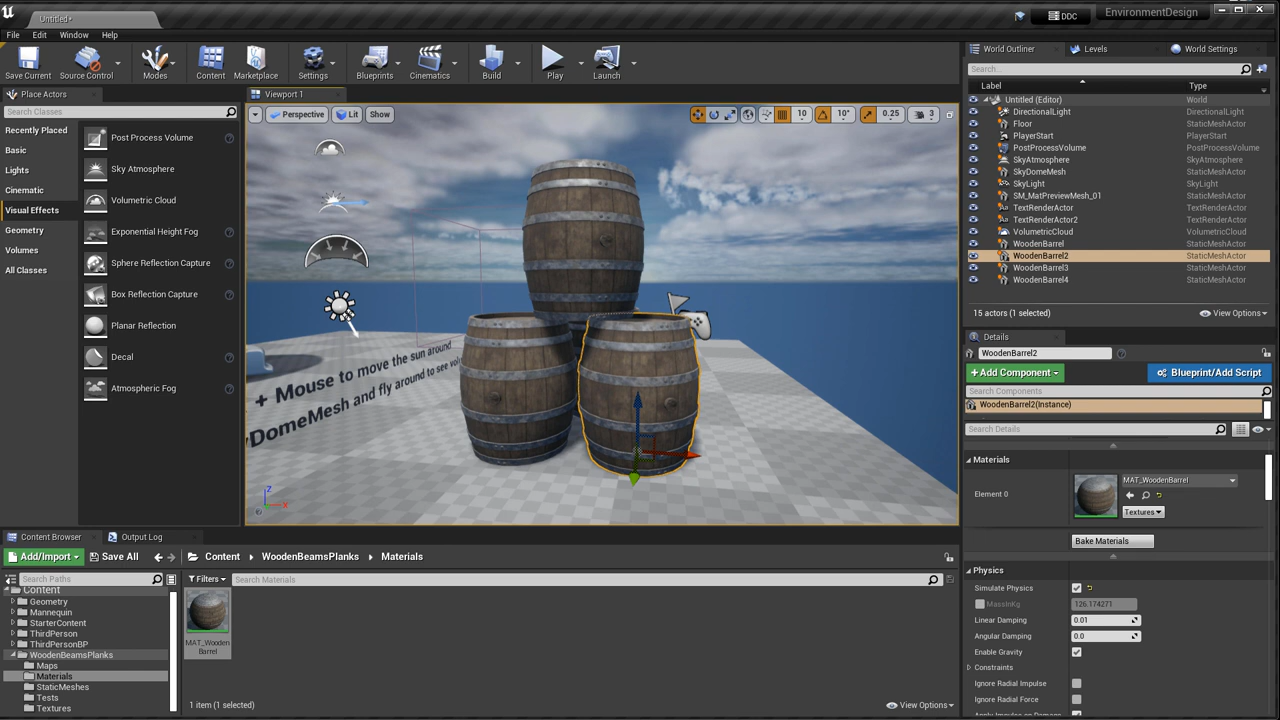 Untitled*
DDC
EnvironmentDesign
File Edit Window Help
Save Current
Source Control
Modes
Content
Marketplace
Settings
Blueprints
Cinematics
Build
Play
Launch
Place Actors
Search Classes
Recently Placed
Basic
Lights
Cinematic
Visual Effects
Geometry
Volumes
All Classes
Post Process Volume
Sky Atmosphere
Volumetric Cloud
Exponential Height Fog
Sphere Reflection Capture
Box Reflection Capture
Planar Reflection
Decal
Atmospheric Fog
Viewport 1
Perspective Lit Show
10 10° 0.25 3
+ Mouse to move the sun around
DomeMesh and fly around to see
Z
X
World Outliner Levels World Settings
Search...
Label Type
Untitled (Editor) World
DirectionalLight DirectionalLight
Floor StaticMeshActor
PlayerStart PlayerStart
PostProcessVolume PostProcessVolume
SkyAtmosphere SkyAtmosphere
SkyDomeMesh StaticMeshActor
SkyLight SkyLight
SM_MatPreviewMesh_01 StaticMeshActor
TextRenderActor TextRenderActor
TextRenderActor2 TextRenderActor
VolumetricCloud VolumetricCloud
WoodenBarrel StaticMeshActor
WoodenBarrel2 StaticMeshActor
WoodenBarrel3 StaticMeshActor
WoodenBarrel4 StaticMeshActor
15 actors (1 selected) View Options
Details
WoodenBarrel2
+Add Component Blueprint/Add Script
Search Components
WoodenBarrel2(Instance)
Search Details
Materials
Element 0
MAT_WoodenBarrel
Textures
Bake Materials
Physics
Simulate Physics
MassInKg 126.174271
Linear Damping 0.01
Angular Damping 0.0
Enable Gravity
Constraints
Ignore Radial Impulse
Ignore Radial Force
Apply Impulse on Damage
Content Browser Output Log
Add/Import Save All Content WoodenBeamsPlanks Materials
Search Paths
Filters Search Materials
Content
Geometry
Mannequin
StarterContent
ThirdPerson
ThirdPersonBP
WoodenBeamsPlanks
Maps
Materials
StaticMeshes
Tests
Textures
MAT_Wooden
Barrel
1 item (1 selected) View Options